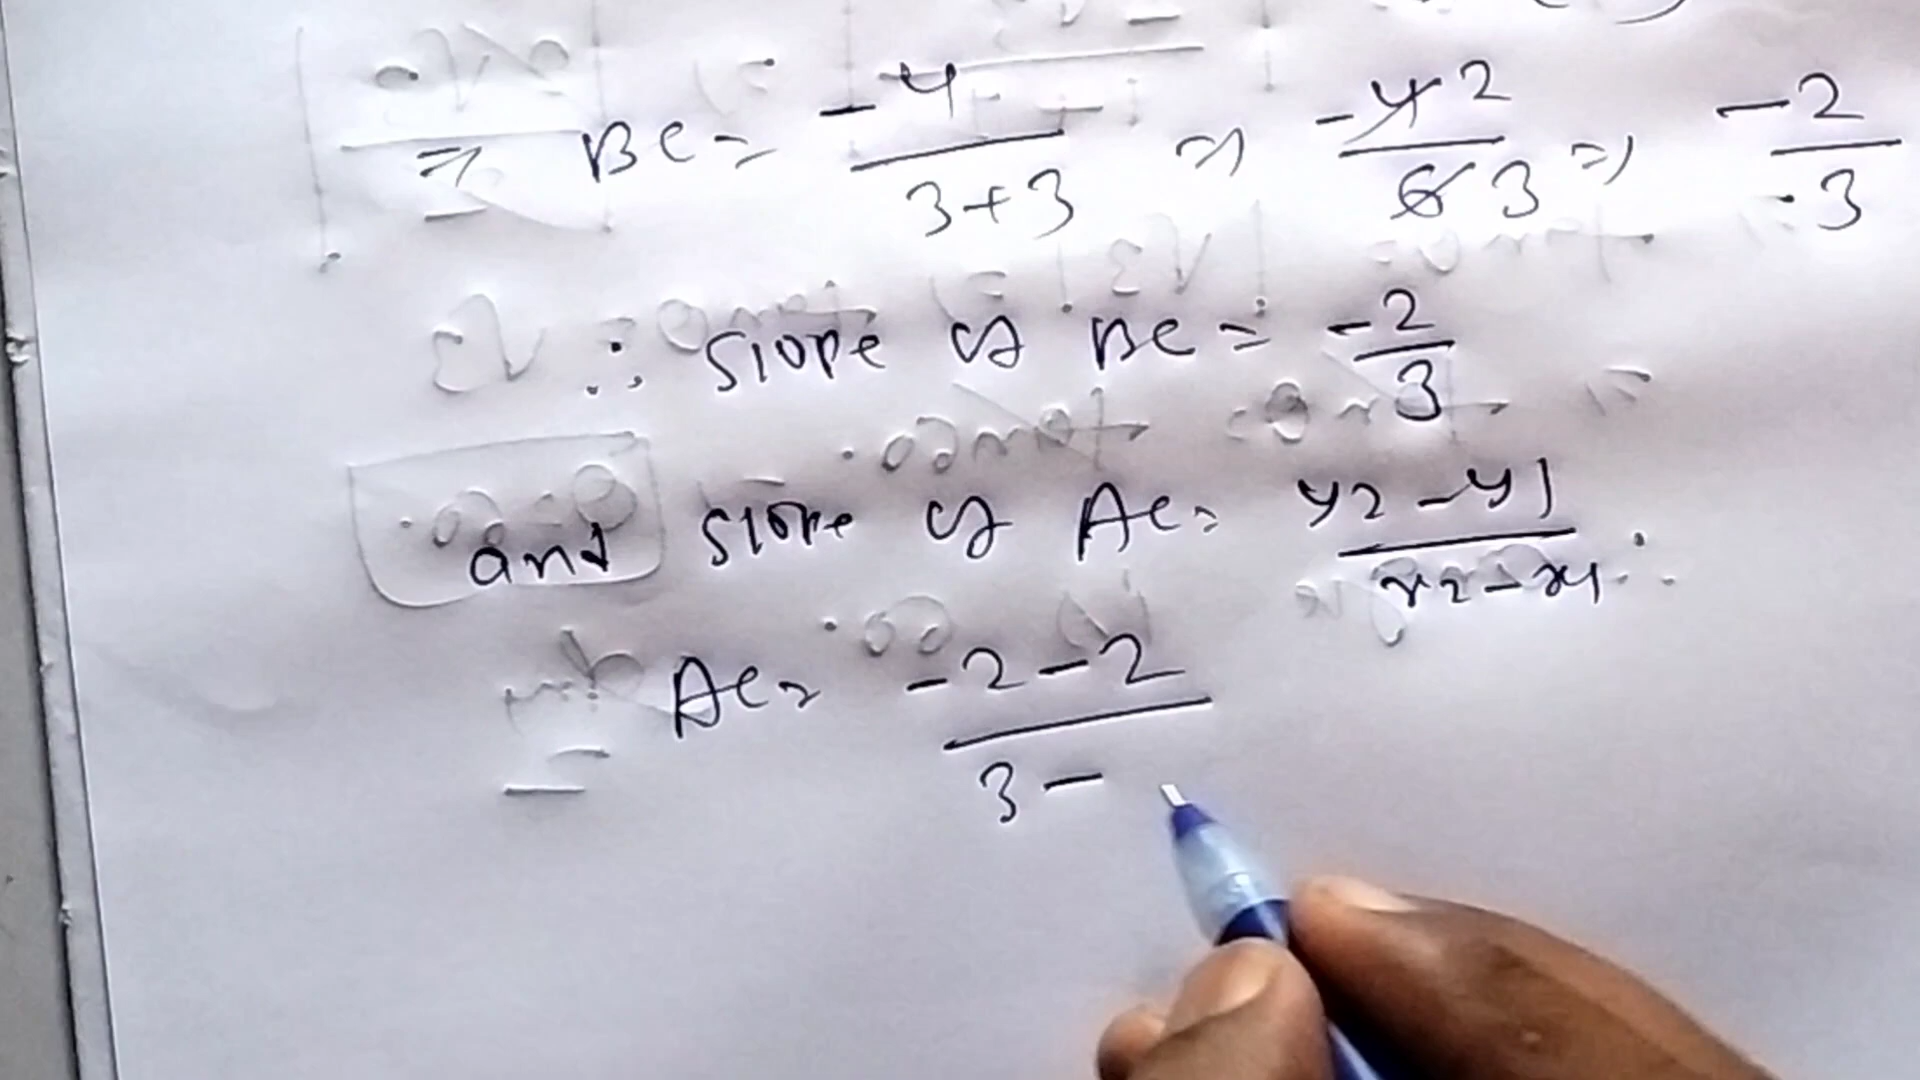 ⇒ BC = -4 / 3+3 ⇒ -4 2 / 6 3 ⇒ -2 / 3
∴ slope of BC = -2 / 3
and slope of AC = y2 - y1 / x2 - x1
AC = -2 - 2 / 3 -